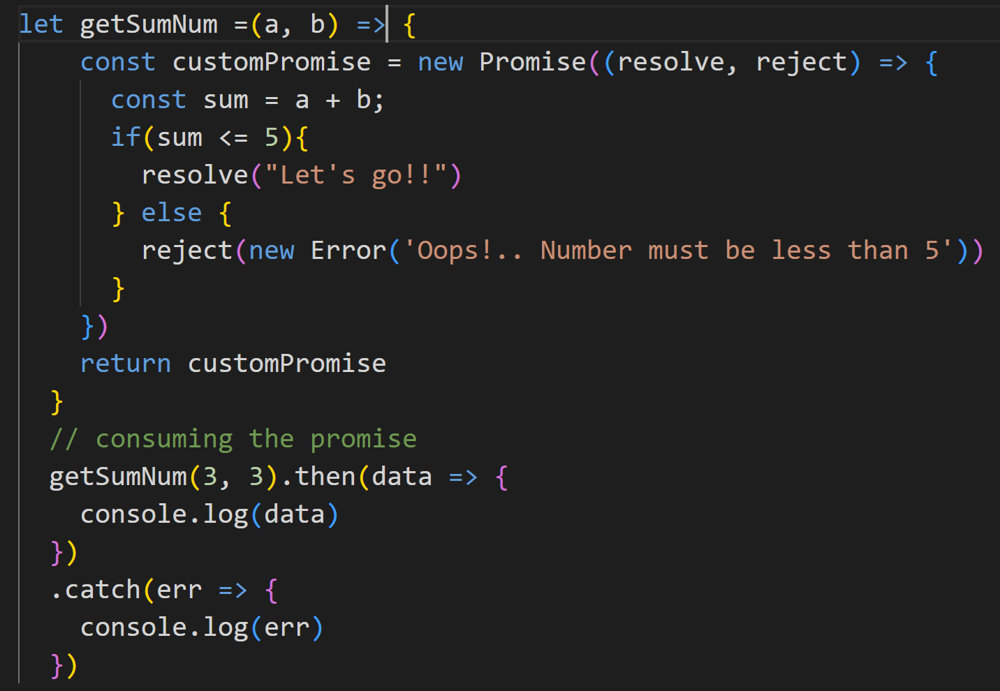 let getSumNum =(a, b) => {
    const customPromise = new Promise((resolve, reject) => {
      const sum = a + b;
      if(sum <= 5){
        resolve("Let's go!!")
      } else {
        reject(new Error('Oops!.. Number must be less than 5'))
      }
    })
    return customPromise
  }
  // consuming the promise
  getSumNum(3, 3).then(data => {
    console.log(data)
  })
  .catch(err => {
    console.log(err)
  })